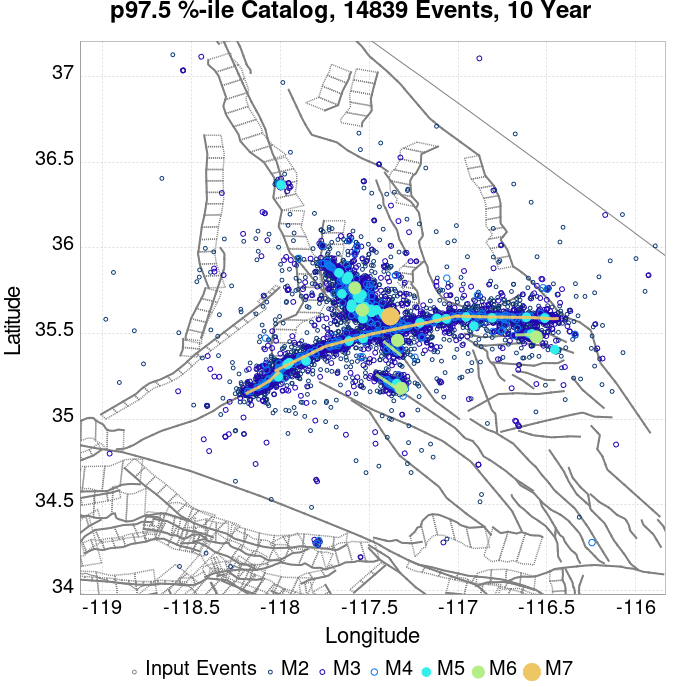 p97.5 %-ile Catalog, 14839 Events, 10 Year
37
36.5
36
35.5
35
34.5
34
Latitude
-119 -118.5 -118 -117.5 -117 -116.5 -116
Longitude
Input Events M2 M3 M4 M5 M6 M7